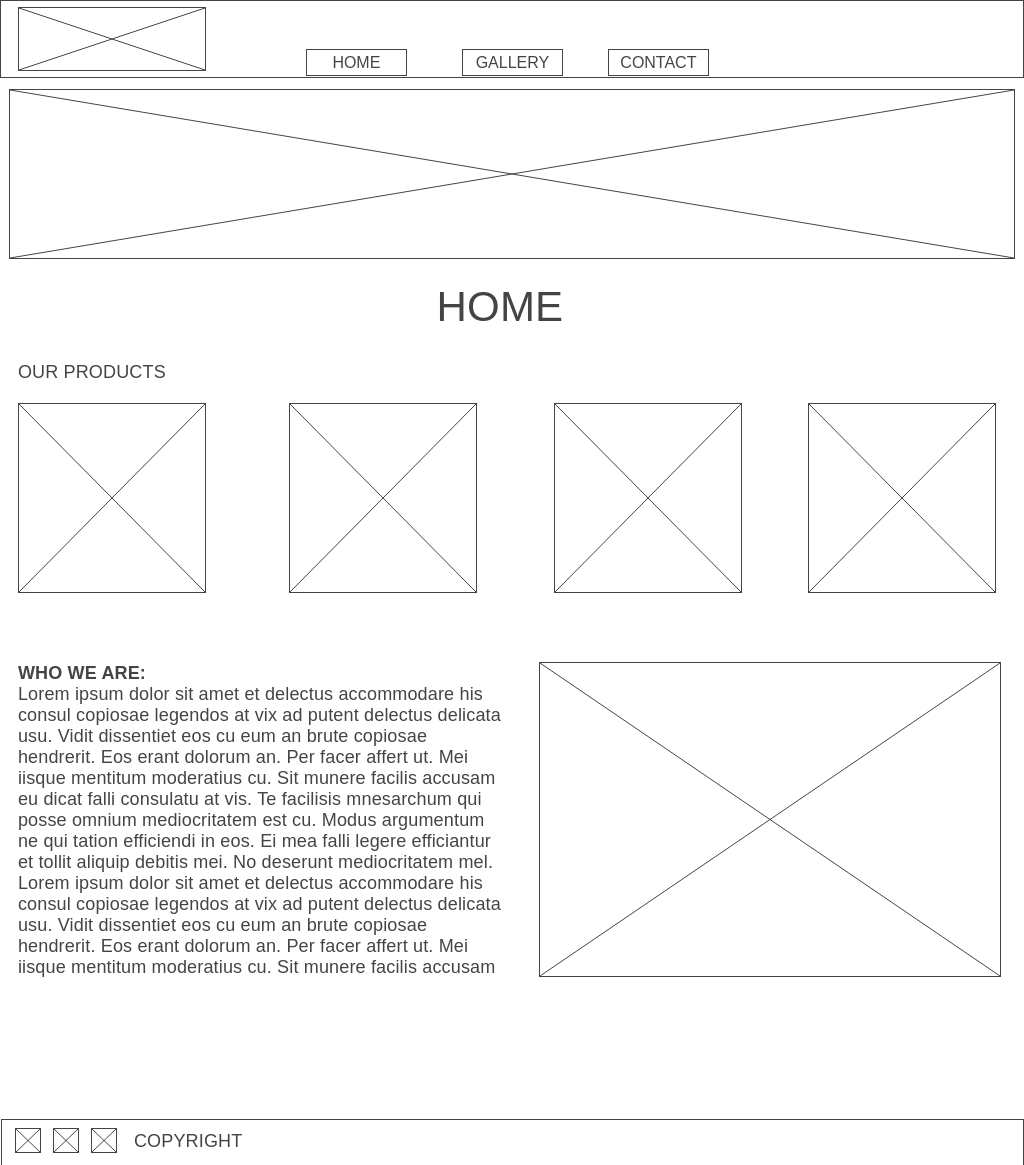 HOME
GALLERY
CONTACT
HOME
OUR PRODUCTS
WHO WE ARE:
Lorem ipsum dolor sit amet et delectus accommodare his
consul copiosae legendos at vix ad putent delectus delicata
usu. Vidit dissentiet eos cu eum an brute copiosae
hendrerit. Eos erant dolorum an. Per facer affert ut. Mei
iisque mentitum moderatius cu. Sit munere facilis accusam
eu dicat falli consulatu at vis. Te facilisis mnesarchum qui
posse omnium mediocritatem est cu. Modus argumentum
ne qui tation efficiendi in eos. Ei mea falli legere efficiantur
et tollit aliquip debitis mei. No deserunt mediocritatem mel.
Lorem ipsum dolor sit amet et delectus accommodare his
consul copiosae legendos at vix ad putent delectus delicata
usu. Vidit dissentiet eos cu eum an brute copiosae
hendrerit. Eos erant dolorum an. Per facer affert ut. Mei
iisque mentitum moderatius cu. Sit munere facilis accusam
COPYRIGHT